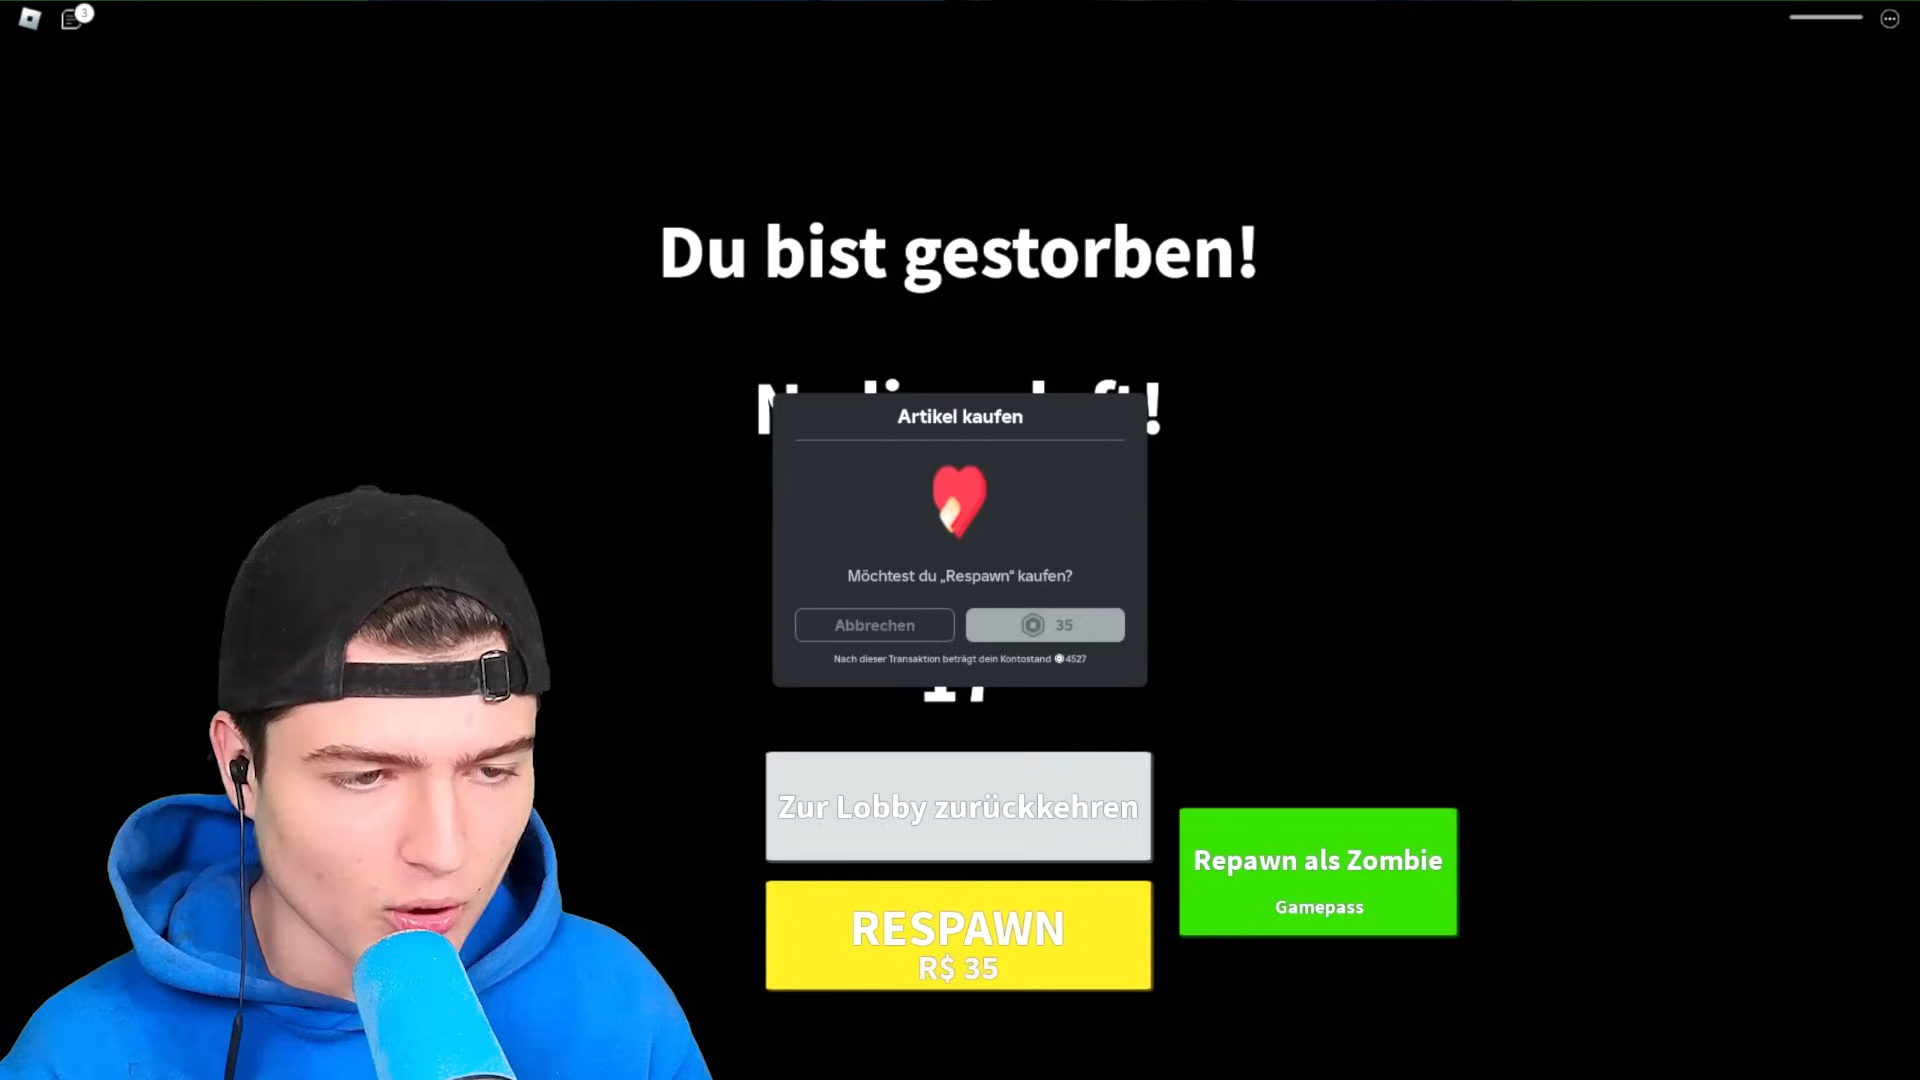 3
Du bist gestorben!
Artikel kaufen
Möchtest du „Respawn“ kaufen?
Abbrechen
35
Nach dieser Transaktion beträgt dein Kontostand 4527
Zur Lobby zurückkehren
RESPAWN
R$ 35
Repawn als Zombie
Gamepass